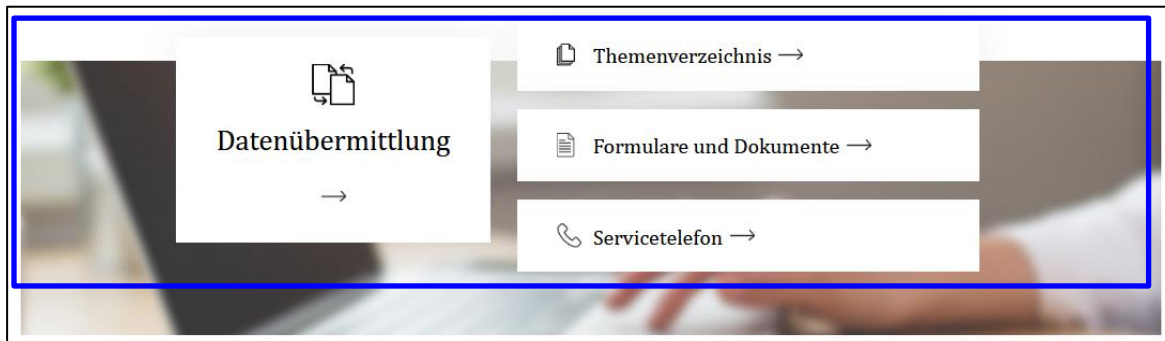 Datenübermittlung
→
Themenverzeichnis →
Formulare und Dokumente →
Servicetelefon →